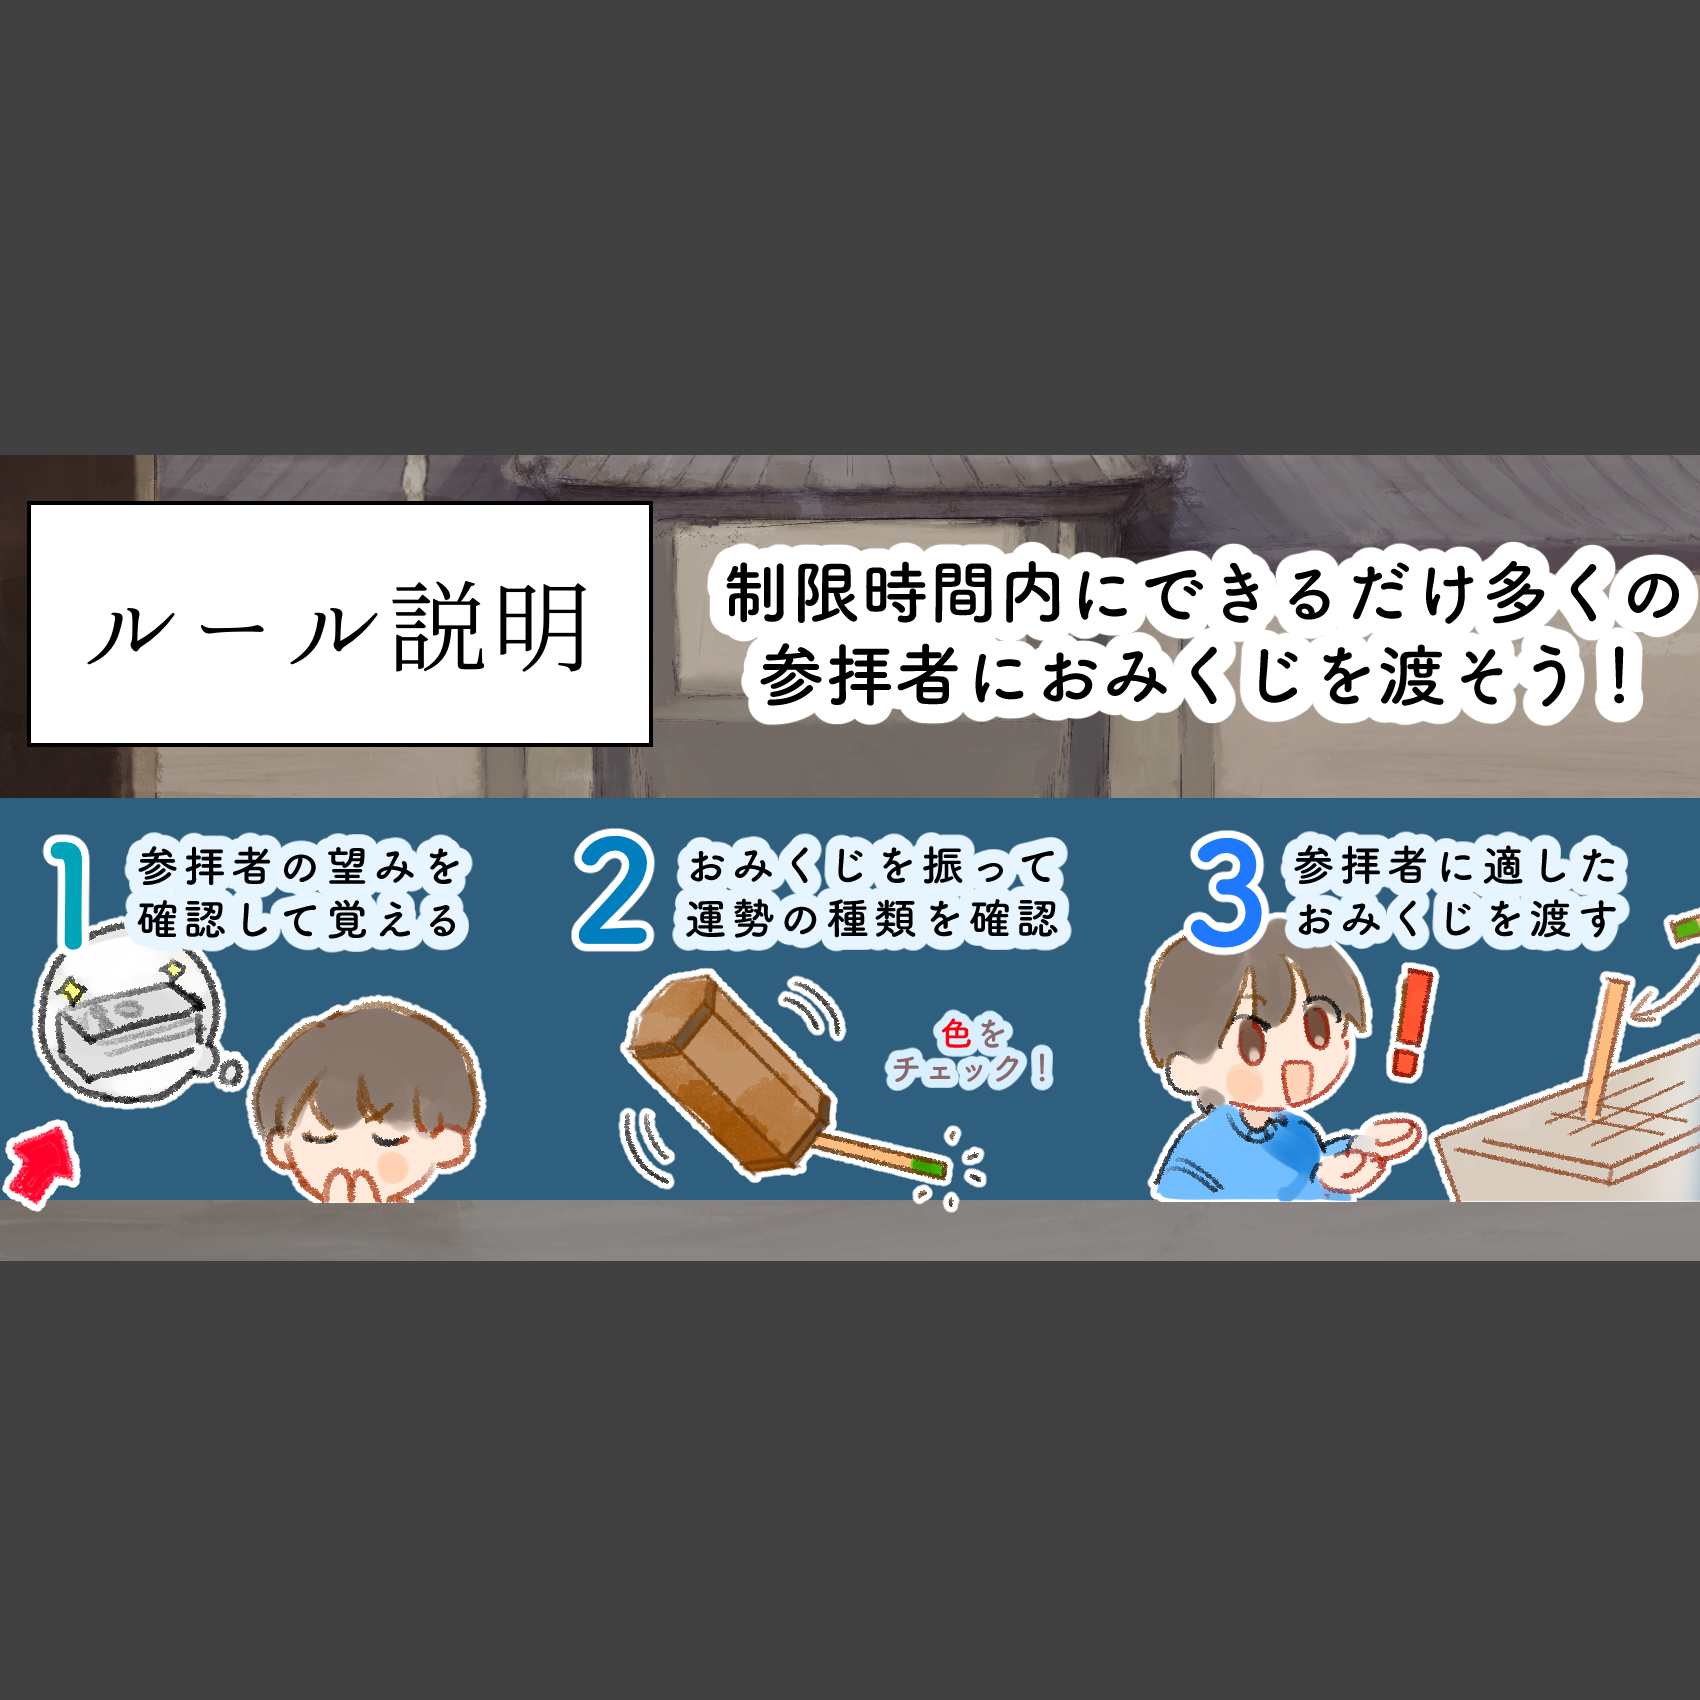 ルール説明
制限時間内にできるだけ多くの
参拝者におみくじを渡そう！
1
参拝者の望みを
確認して覚える
2
おみくじを振って
運勢の種類を確認
色を
チェック！
3
参拝者に適した
おみくじを渡す